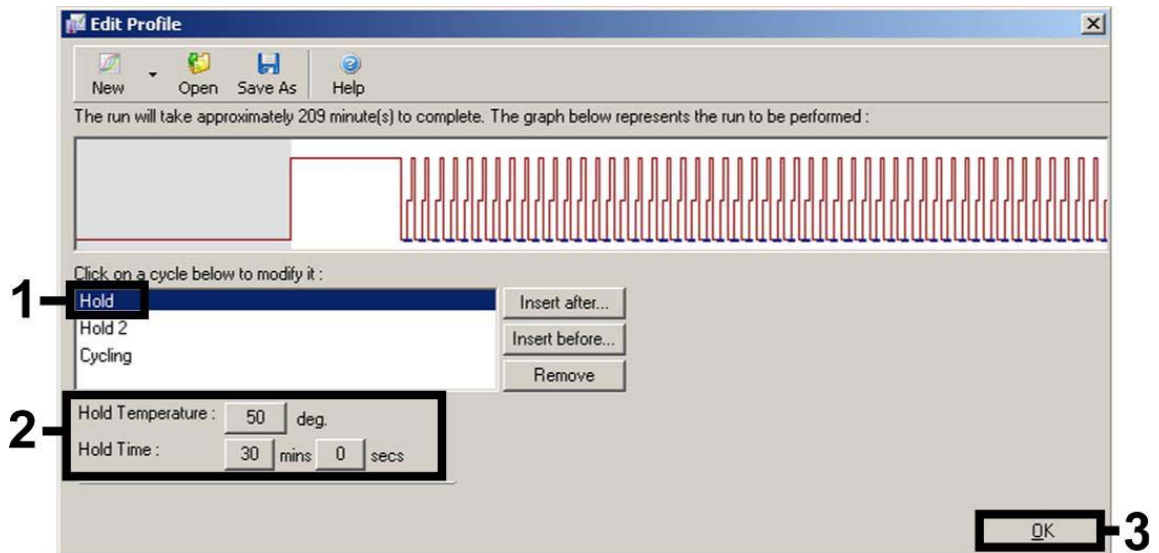 Edit Profile
New Open Save As Help
The run will take approximately 209 minute(s) to complete. The graph below represents the run to be performed :
Click on a cycle below to modify it :
1
Hold
Hold 2
Cycling
Insert after...
Insert before...
Remove
2
Hold Temperature : 50 deg.
Hold Time : 30 mins 0 secs
OK
3